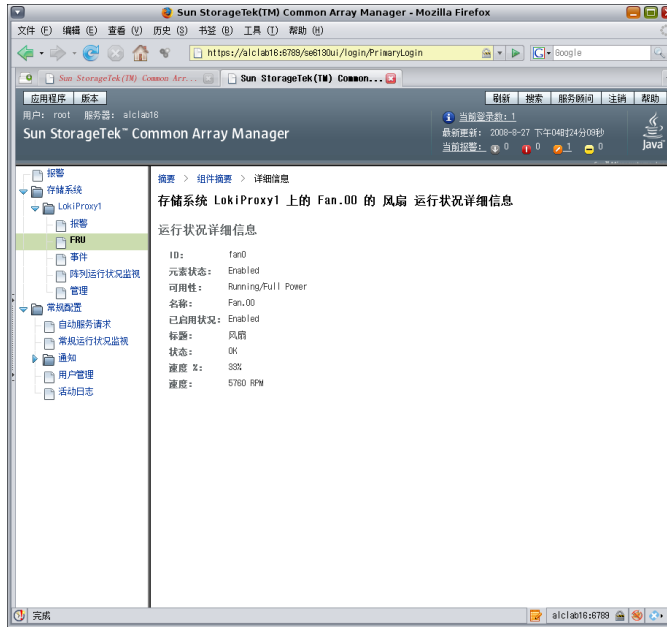 Sun StorageTek(TM) Common Array Manager - Mozilla Firefox
文件 (F) 编辑 (E) 查看 (V) 历史 (S) 书签 (B) 工具 (T) 帮助 (H)
https://alclab16:6789/se6130ui/login/PrimaryLogin
Google
Sun StorageTek(TM) Common Arr...
Sun StorageTek(TM) Common...
应用程序 版本
刷新 搜索 服务顾问 注销 帮助
用户: root 服务器: alclab16
当前登录数: 1
Sun StorageTek™ Common Array Manager
最新更新: 2008-8-27 下午04时24分08秒
当前报警: 0 0 1 0
Java
报警
存储系统
LokiProxy1
报警
FRU
事件
阵列运行状况监视
管理
常规配置
自动服务请求
常规运行状况监视
通知
用户管理
活动日志
摘要 > 组件摘要 > 详细信息
存储系统 LokiProxy1 上的 Fan.00 的 风扇 运行状况详细信息
运行状况详细信息
ID: fan0
元素状态: Enabled
可用性: Running/Full Power
名称: Fan.00
已启用状况: Enabled
标题: 风扇
状态: OK
速度 %: 33%
速度: 5760 RPM
完成
alclab16:6789